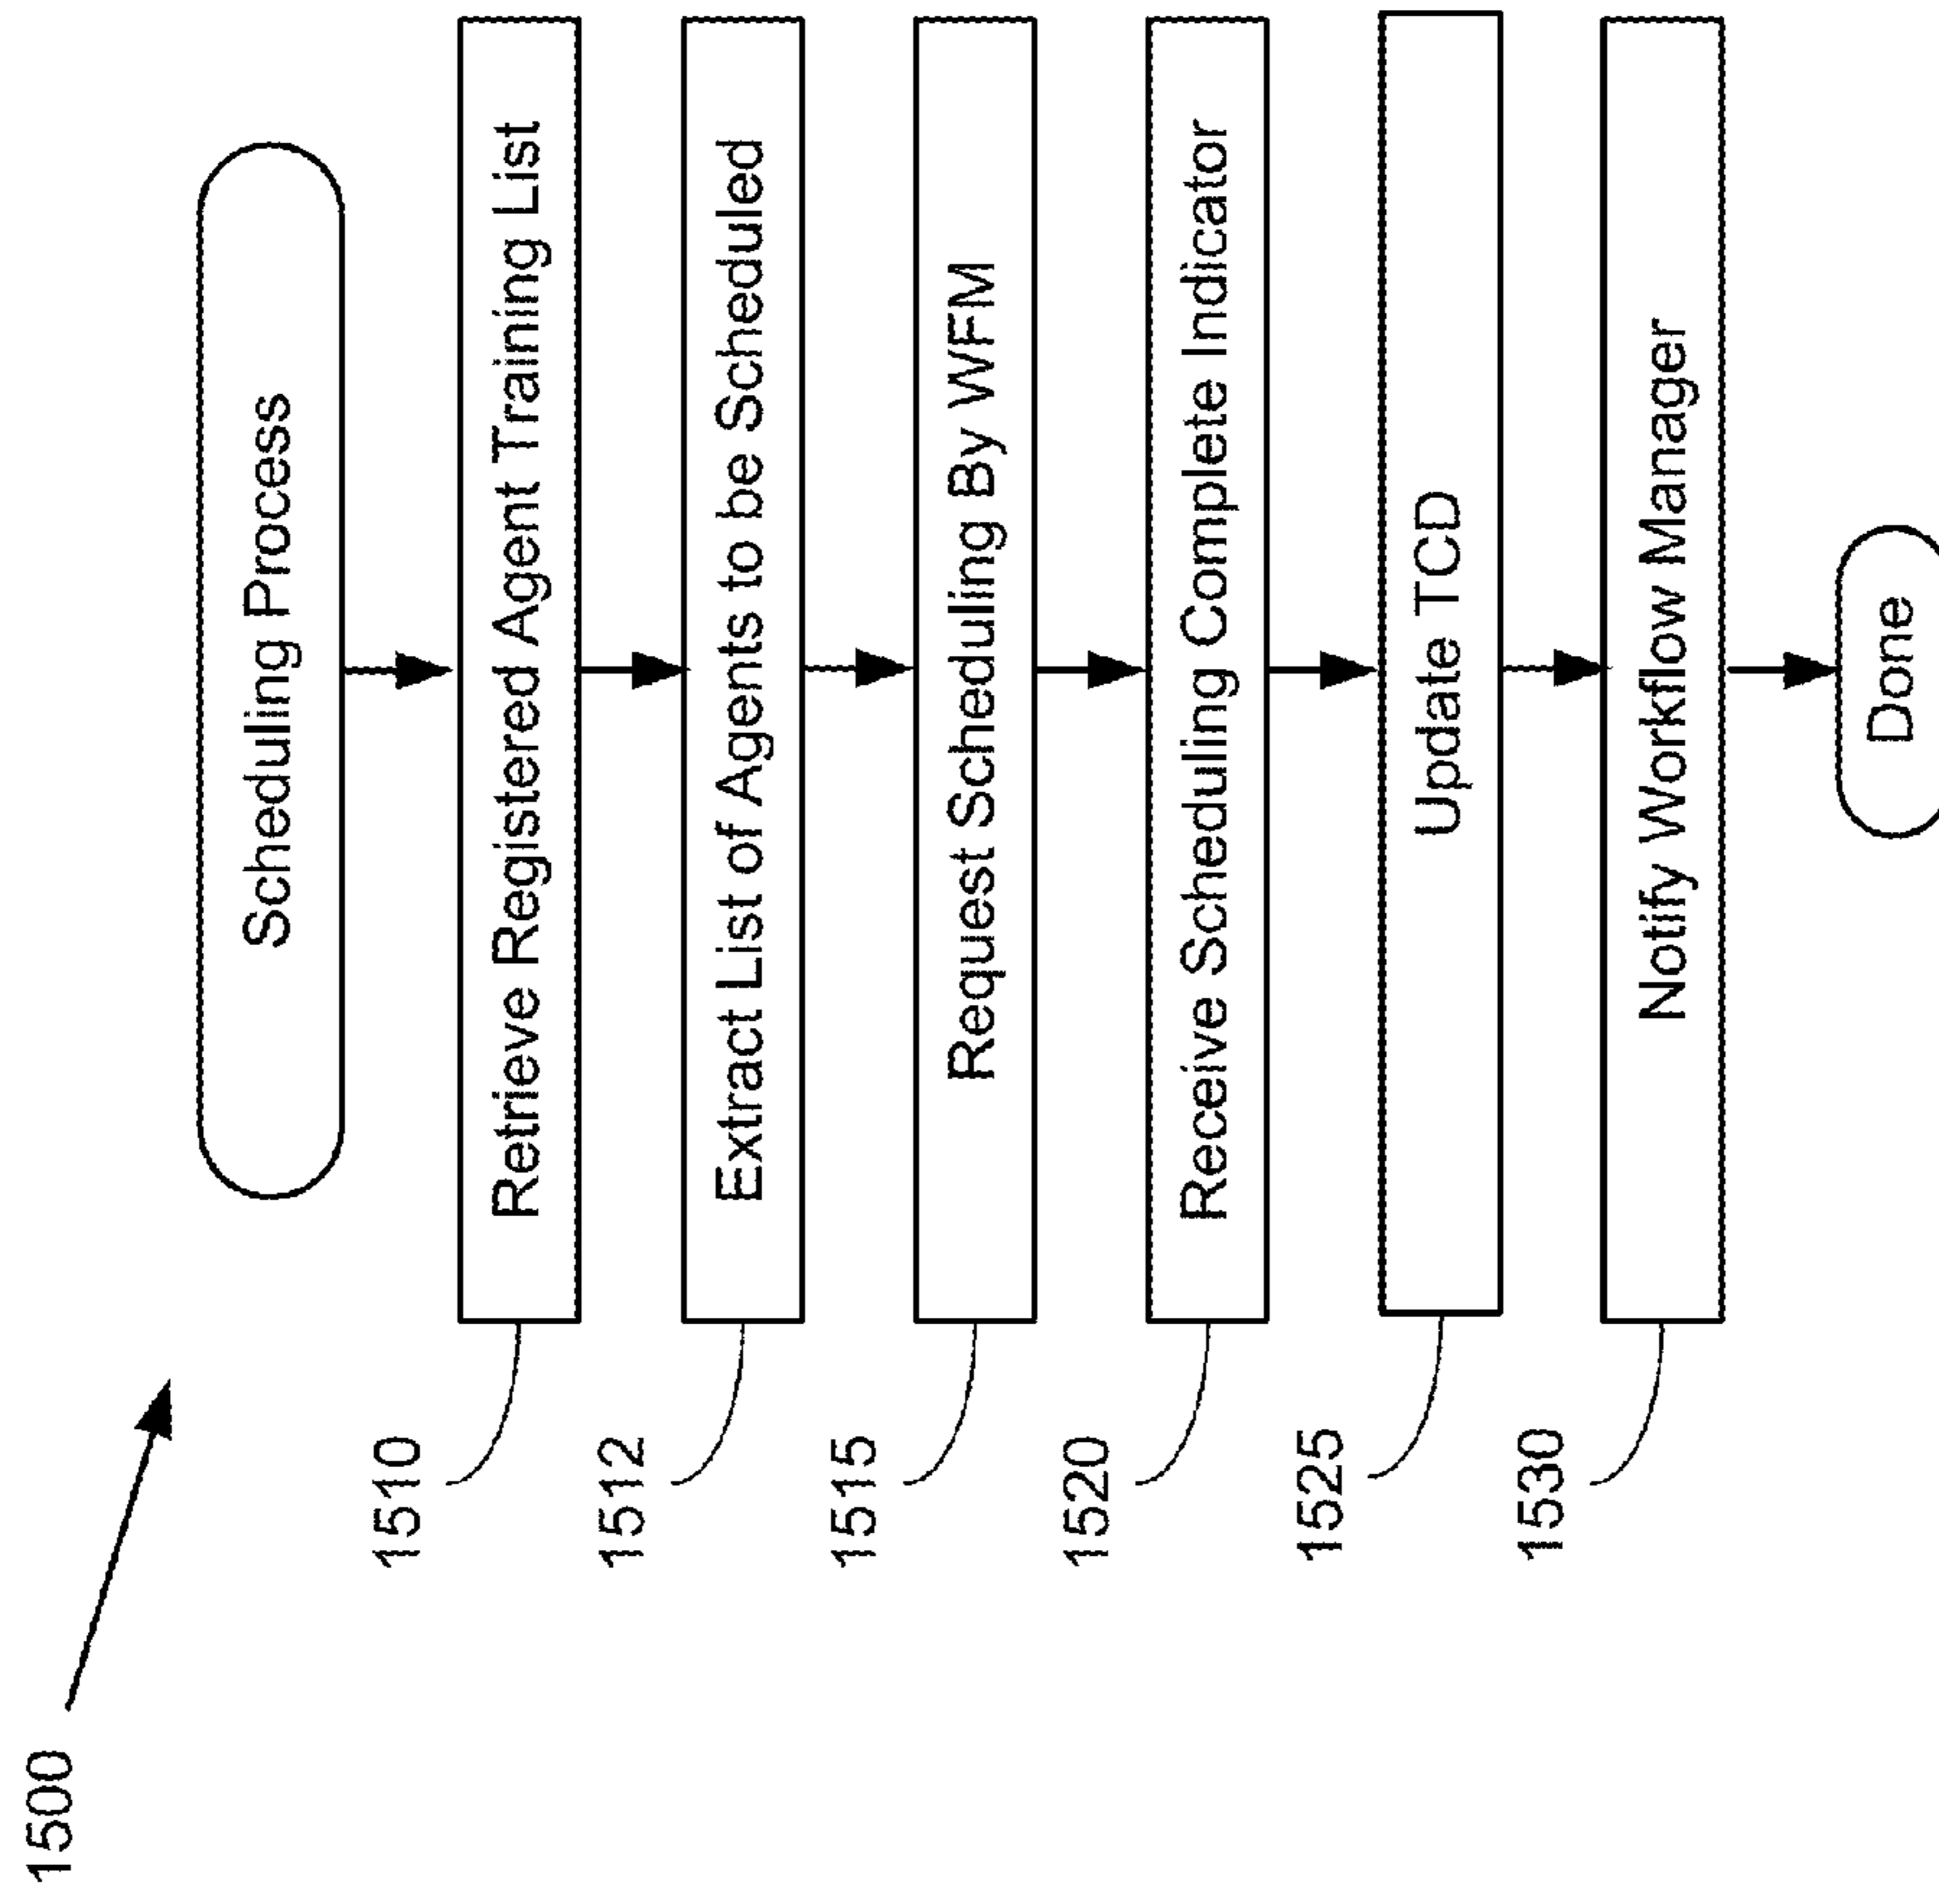 1500
Scheduling Process
1510
Retrieve Registered Agent Training List
1512
Extract List of Agents to be Scheduled
1515
Request Scheduling By WFM
1520
Receive Scheduling Complete Indicator
1525
Update TCD
1530
Notify Workflow Manager
Done